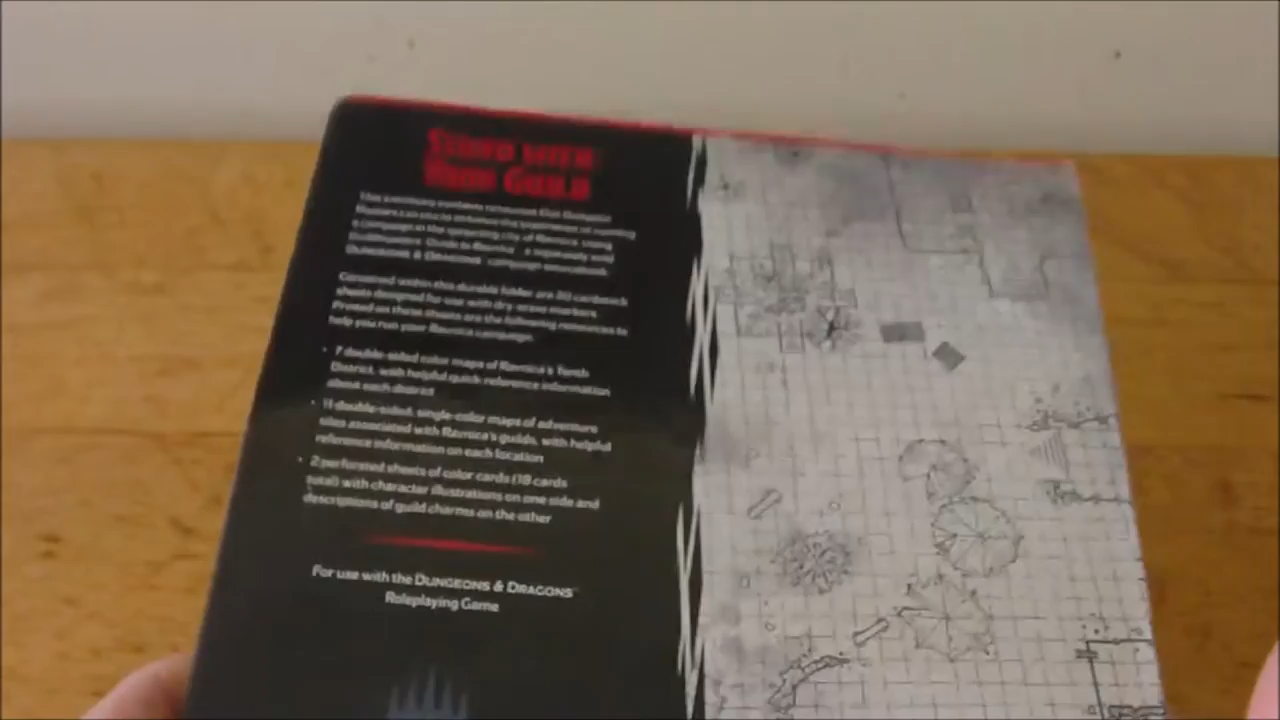 Stand with
Your Guild
This accessory contains resources that Dungeon
Masters can use to enhance the experience of running
a campaign in the sprawling city of Ravnica using
Guildmasters' Guide to Ravnica, a separately sold
Dungeons & Dragons campaign sourcebook.
Contained within this durable folder are 20 cardstock
sheets designed for use with dry-erase markers.
Printed on these sheets are the following resources to
help you run your Ravnica campaign.
• 7 double-sided color maps of Ravnica's Tenth
District, with helpful quick reference information
about each district
• 11 double-sided, single-color maps of adventure
sites associated with Ravnica's guilds, with helpful
reference information on each location
• 2 perforated sheets of color cards (18 cards
total) with character illustrations on one side and
descriptions of guild charms on the other
For use with the Dungeons & Dragons
Roleplaying Game